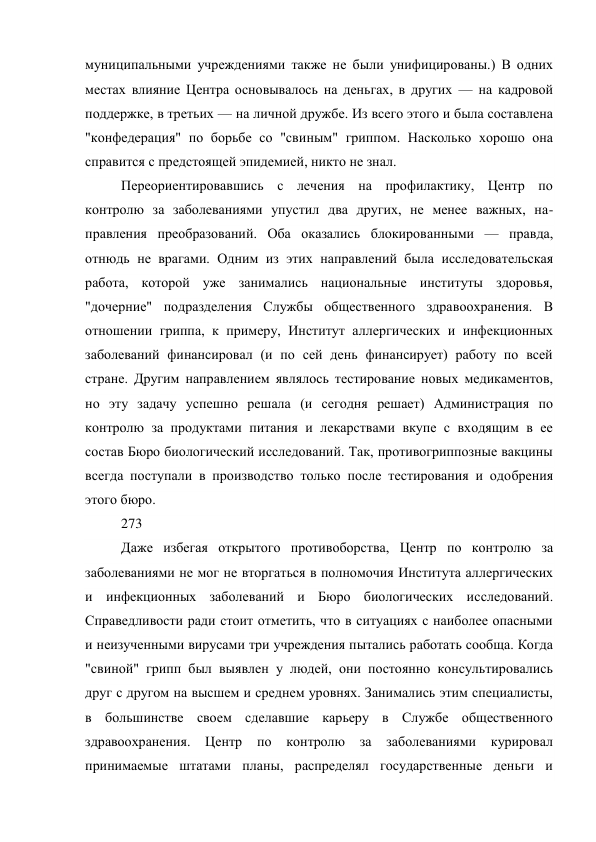 муниципальными учреждениями также не были унифицированы.) В одних
местах влияние Центра основывалось на деньгах, в других — на кадровой
поддержке, в третьих — на личной дружбе. Из всего этого и была составлена
"конфедерация" по борьбе со "свиным" гриппом. Насколько хорошо она
справится с предстоящей эпидемией, никто не знал.
Переориентировавшись с лечения на профилактику, Центр по
контролю за заболеваниями упустил два других, не менее важных, на-
правления преобразований. Оба оказались блокированными — правда,
отнюдь не врагами. Одним из этих направлений была исследовательская
работа, которой уже занимались национальные институты здоровья,
"дочерние" подразделения Службы общественного здравоохранения. В
отношении гриппа, к примеру, Институт аллергических и инфекционных
заболеваний финансировал (и по сей день финансирует) работу по всей
стране. Другим направлением являлось тестирование новых медикаментов,
но эту задачу успешно решала (и сегодня решает) Администрация по
контролю за продуктами питания и лекарствами вкупе с входящим в ее
состав Бюро биологический исследований. Так, противогриппозные вакцины
всегда поступали в производство только после тестирования и одобрения
этого бюро.
273
Даже избегая открытого противоборства, Центр по контролю за
заболеваниями не мог не вторгаться в полномочия Института аллергических
и инфекционных заболеваний и Бюро биологических исследований.
Справедливости ради стоит отметить, что в ситуациях с наиболее опасными
и неизученными вирусами три учреждения пытались работать сообща. Когда
"свиной" грипп был выявлен у людей, они постоянно консультировались
друг с другом на высшем и среднем уровнях. Занимались этим специалисты,
в большинстве своем сделавшие карьеру в Службе общественного
здравоохранения. Центр по контролю за заболеваниями курировал
принимаемые штатами планы, распределял государственные деньги и